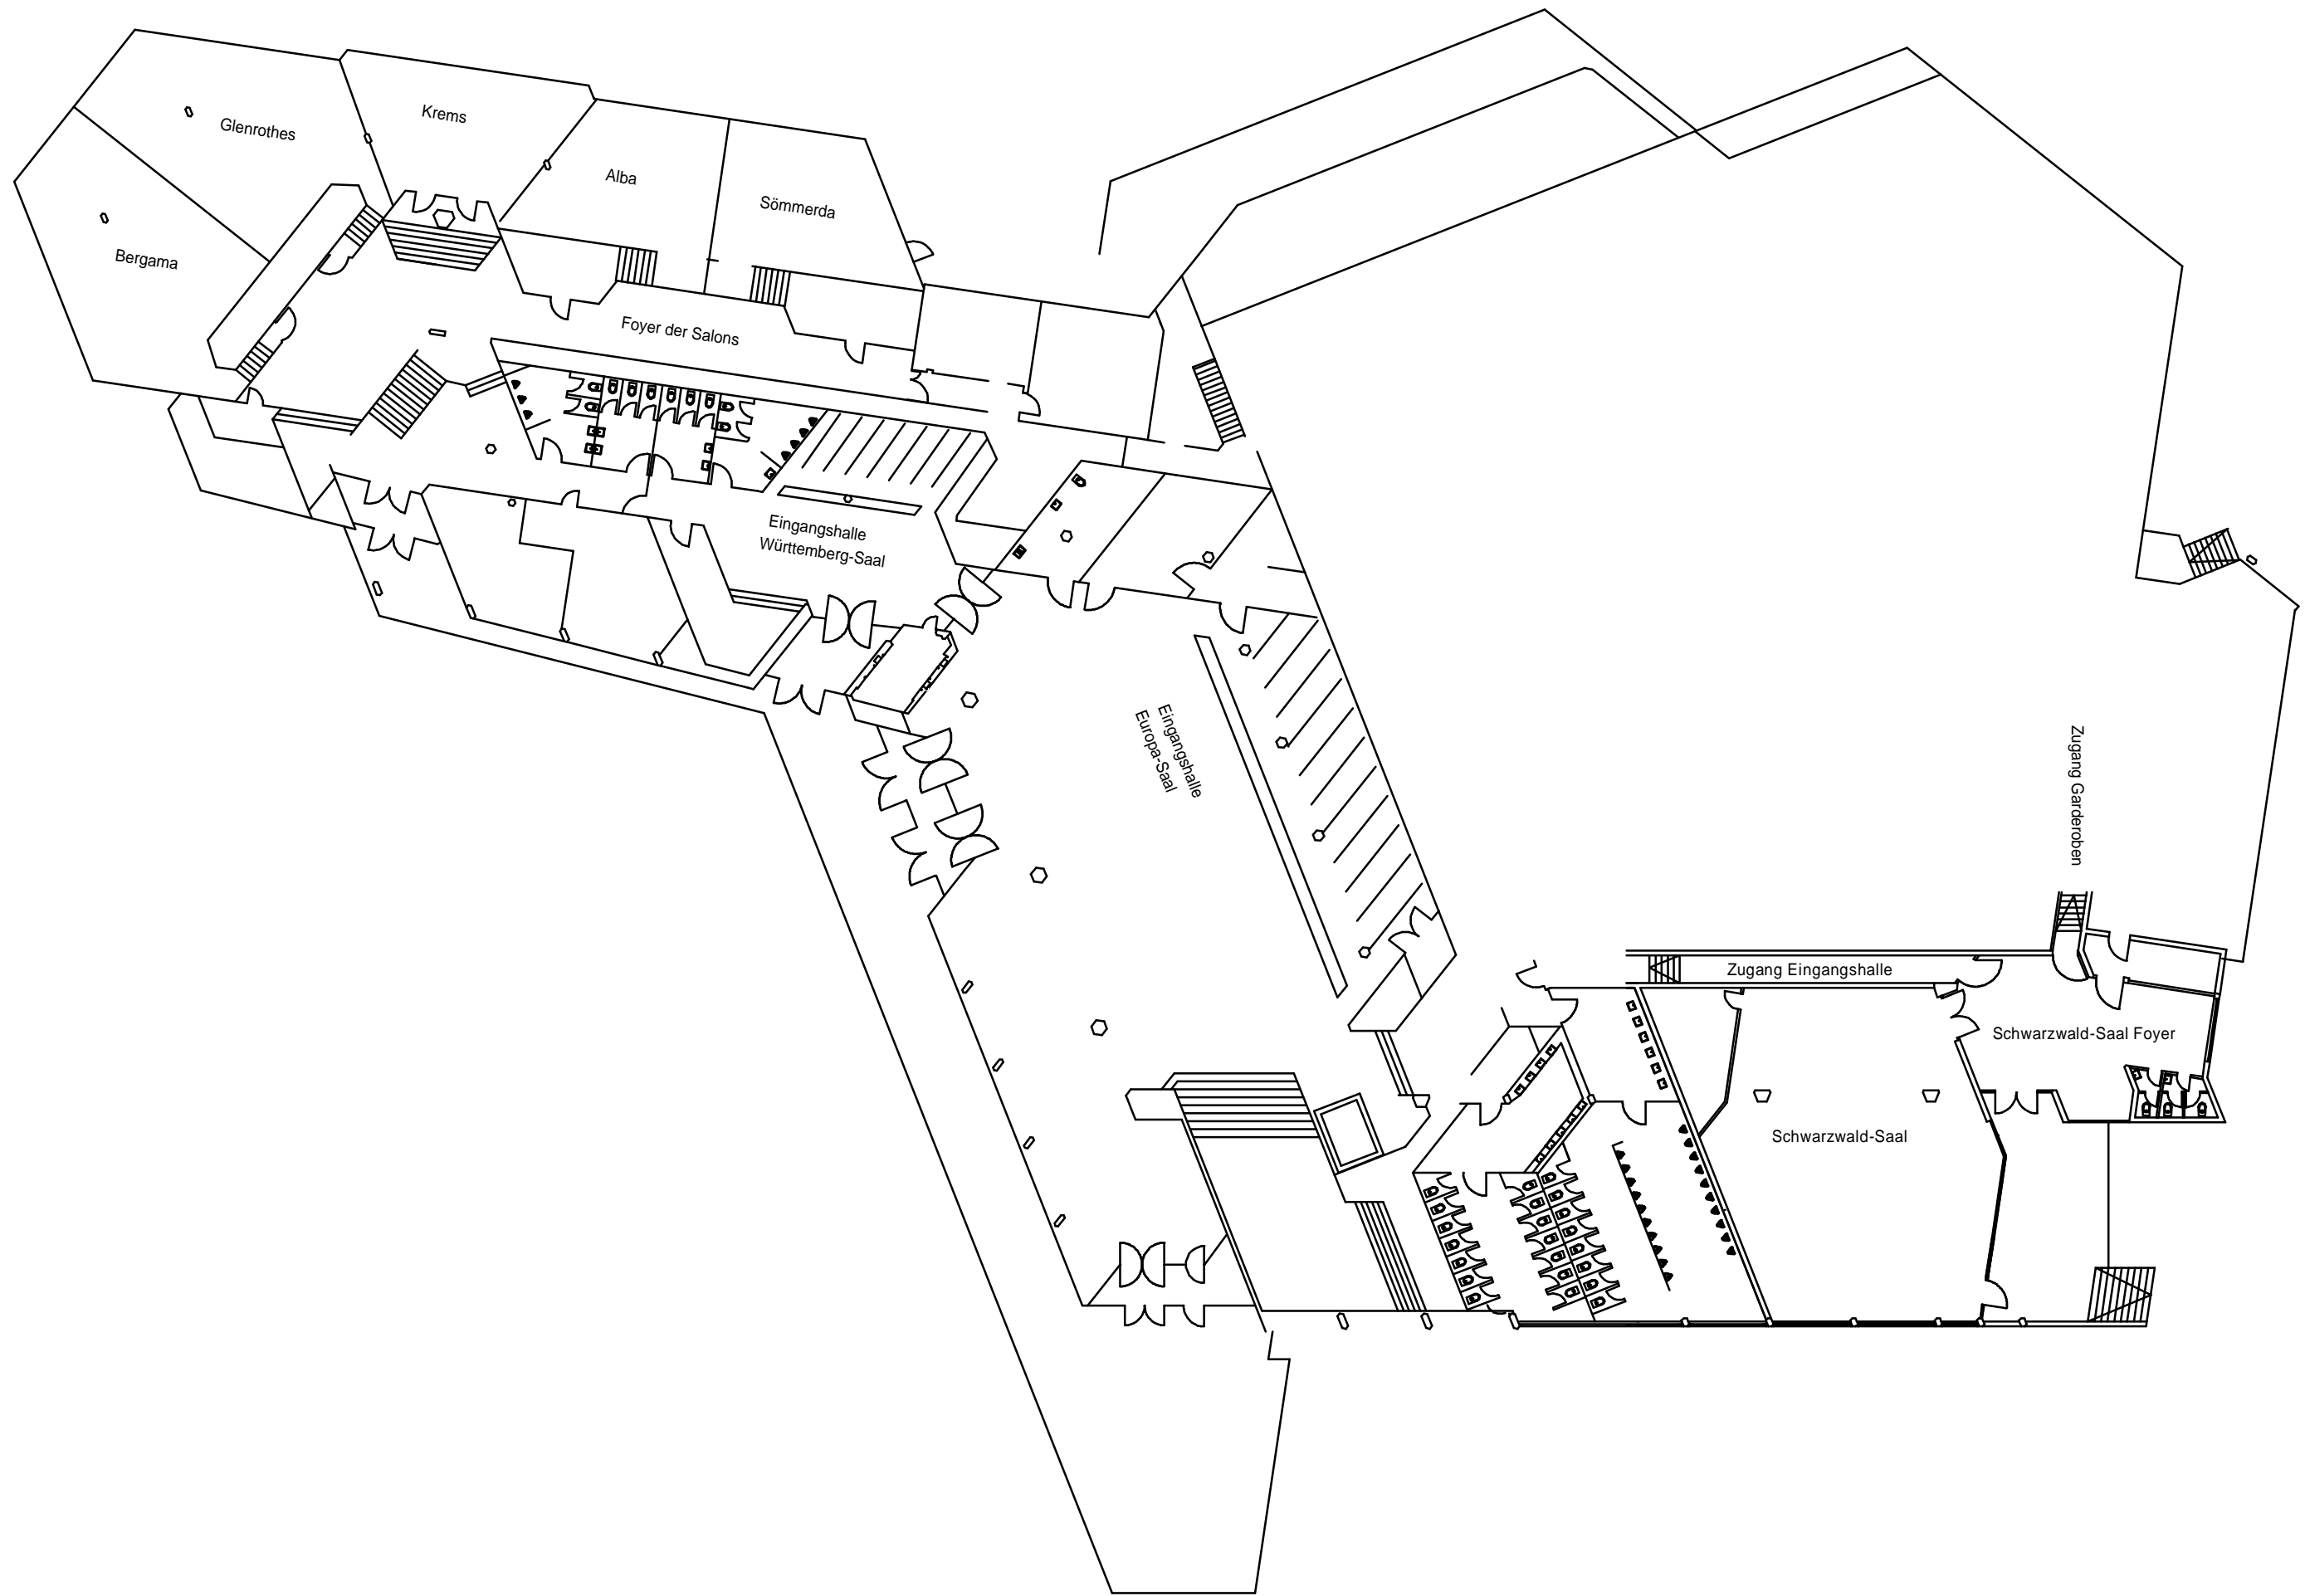 Krems
Glenrothes
Alba
Sömmerda
Bergama
Foyer der Salons
Eingangshalle
Württemberg-Saal
Eingangshalle
Europa-Saal
Zugang Garderoben
Zugang Eingangshalle
Schwarzwald-Saal Foyer
Schwarzwald-Saal